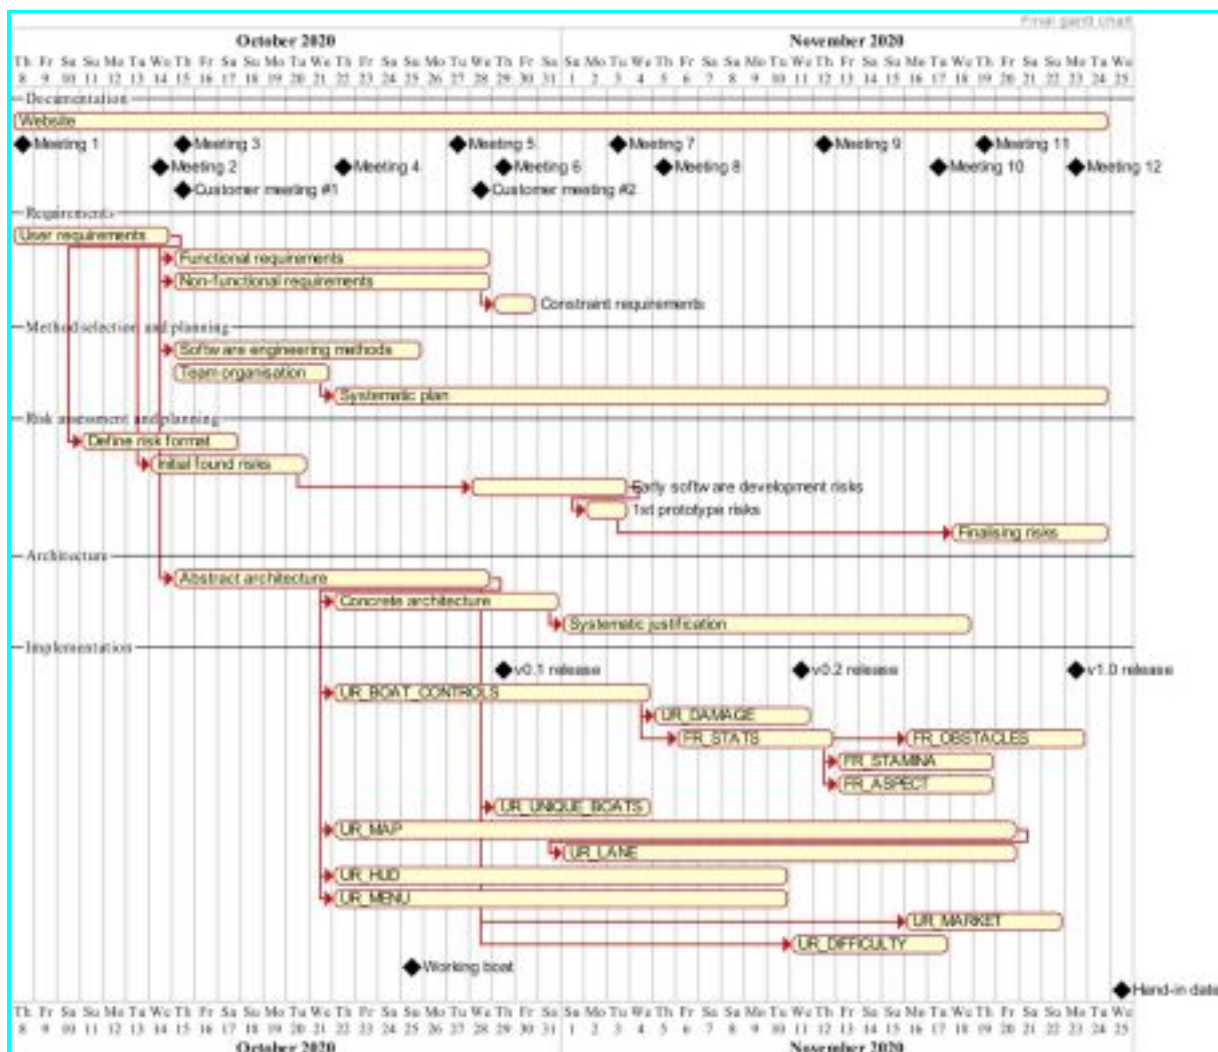 Final gantt chart
October 2020 November 2020
Th Fr Sa Su Mo Tu We Th Fr Sa Su Mo Tu We Th Fr Sa Su Mo Tu We Th Fr Sa Su Mo Tu We Th Fr Sa Su Mo Tu We Th Fr Sa Su Mo Tu We Th Fr Sa Su Mo Tu We
8 9 10 11 12 13 14 15 16 17 18 19 20 21 22 23 24 25 26 27 28 29 30 31 1 2 3 4 5 6 7 8 9 10 11 12 13 14 15 16 17 18 19 20 21 22 23 24 25
Documentation
Website
Meeting 1 Meeting 3 Meeting 5 Meeting 7 Meeting 9 Meeting 11
Meeting 2 Meeting 4 Meeting 6 Meeting 8 Meeting 10 Meeting 12
Customer meeting #1 Customer meeting #2
Requirements
User requirements
Functional requirements
Non-functional requirements
Constraint requirements
Method selection and planning
Software engineering methods
Team organisation
Systematic plan
Risk assessment and planning
Define risk format
Initial found risks
Early software development risks
1st prototype risks
Finalising risks
Architecture
Abstract architecture
Concrete architecture
Systematic justification
Implementation
v0.1 release v0.2 release v1.0 release
UR_BOAT_CONTROLS
UR_DAMAGE
FR_STATS FR_OBSTACLES
FR_STAMINA
FR_ASPECT
UR_UNIQUE_BOATS
UR_MAP
UR_LANE
UR_HUD
UR_MENU
UR_MARKET
UR_DIFFICULTY
Working boat
Hand-in date
Th Fr Sa Su Mo Tu We Th Fr Sa Su Mo Tu We Th Fr Sa Su Mo Tu We Th Fr Sa Su Mo Tu We Th Fr Sa Su Mo Tu We Th Fr Sa Su Mo Tu We Th Fr Sa Su Mo Tu We
8 9 10 11 12 13 14 15 16 17 18 19 20 21 22 23 24 25 26 27 28 29 30 31 1 2 3 4 5 6 7 8 9 10 11 12 13 14 15 16 17 18 19 20 21 22 23 24 25
October 2020 November 2020